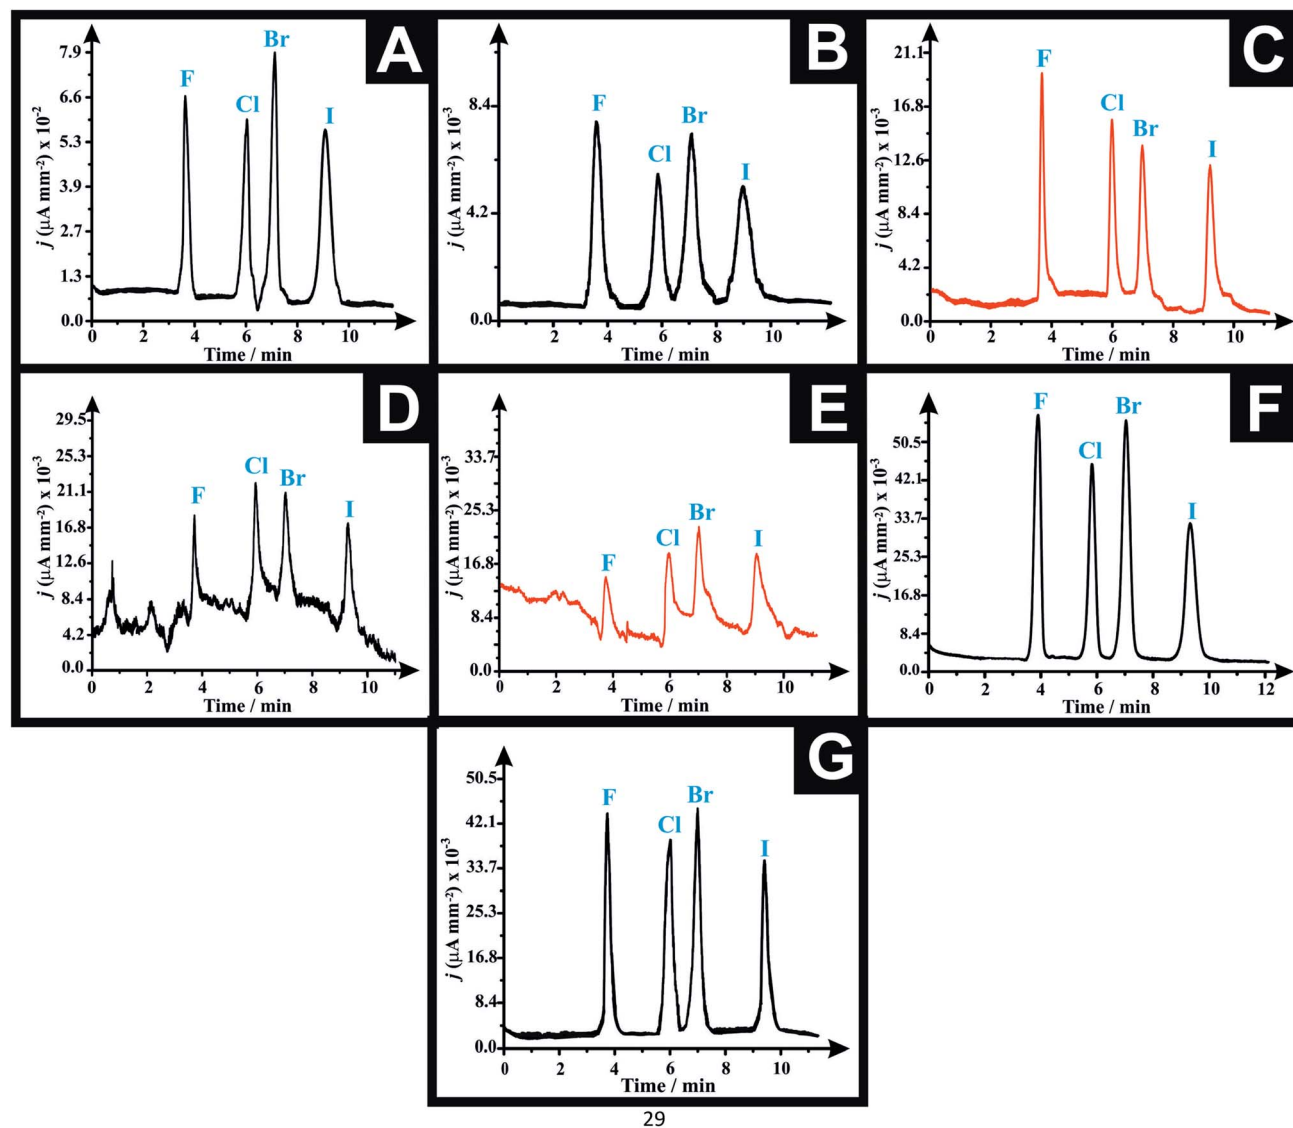 A
j (μA mm⁻²) x 10⁻²
7.9
6.6
5.3
3.9
2.7
1.3
0.0
F
Cl
Br
I
0 2 4 6 8 10
Time / min
B
j (μA mm⁻²) x 10⁻³
8.4
4.2
0.0
F
Cl
Br
I
0 2 4 6 8 10
Time / min
C
j (μA mm⁻²) x 10⁻³
21.1
16.8
12.6
8.4
4.2
0.0
F
Cl
Br
I
0 2 4 6 8 10
Time / min
D
j (μA mm⁻²) x 10⁻³
29.5
25.3
21.1
16.8
12.6
8.4
4.2
0.0
F
Cl
Br
I
0 2 4 6 8 10
Time / min
E
j (μA mm⁻²) x 10⁻³
33.7
25.3
16.8
8.4
0.0
F
Cl
Br
I
0 2 4 6 8 10
Time / min
F
j (μA mm⁻²) x 10⁻³
50.5
42.1
33.7
25.3
16.8
8.4
0.0
F
Cl
Br
I
0 2 4 6 8 10 12
Time / min
G
j (μA mm⁻²) x 10⁻³
50.5
42.1
33.7
25.3
16.8
8.4
0.0
F
Cl
Br
I
0 2 4 6 8 10
Time / min
29